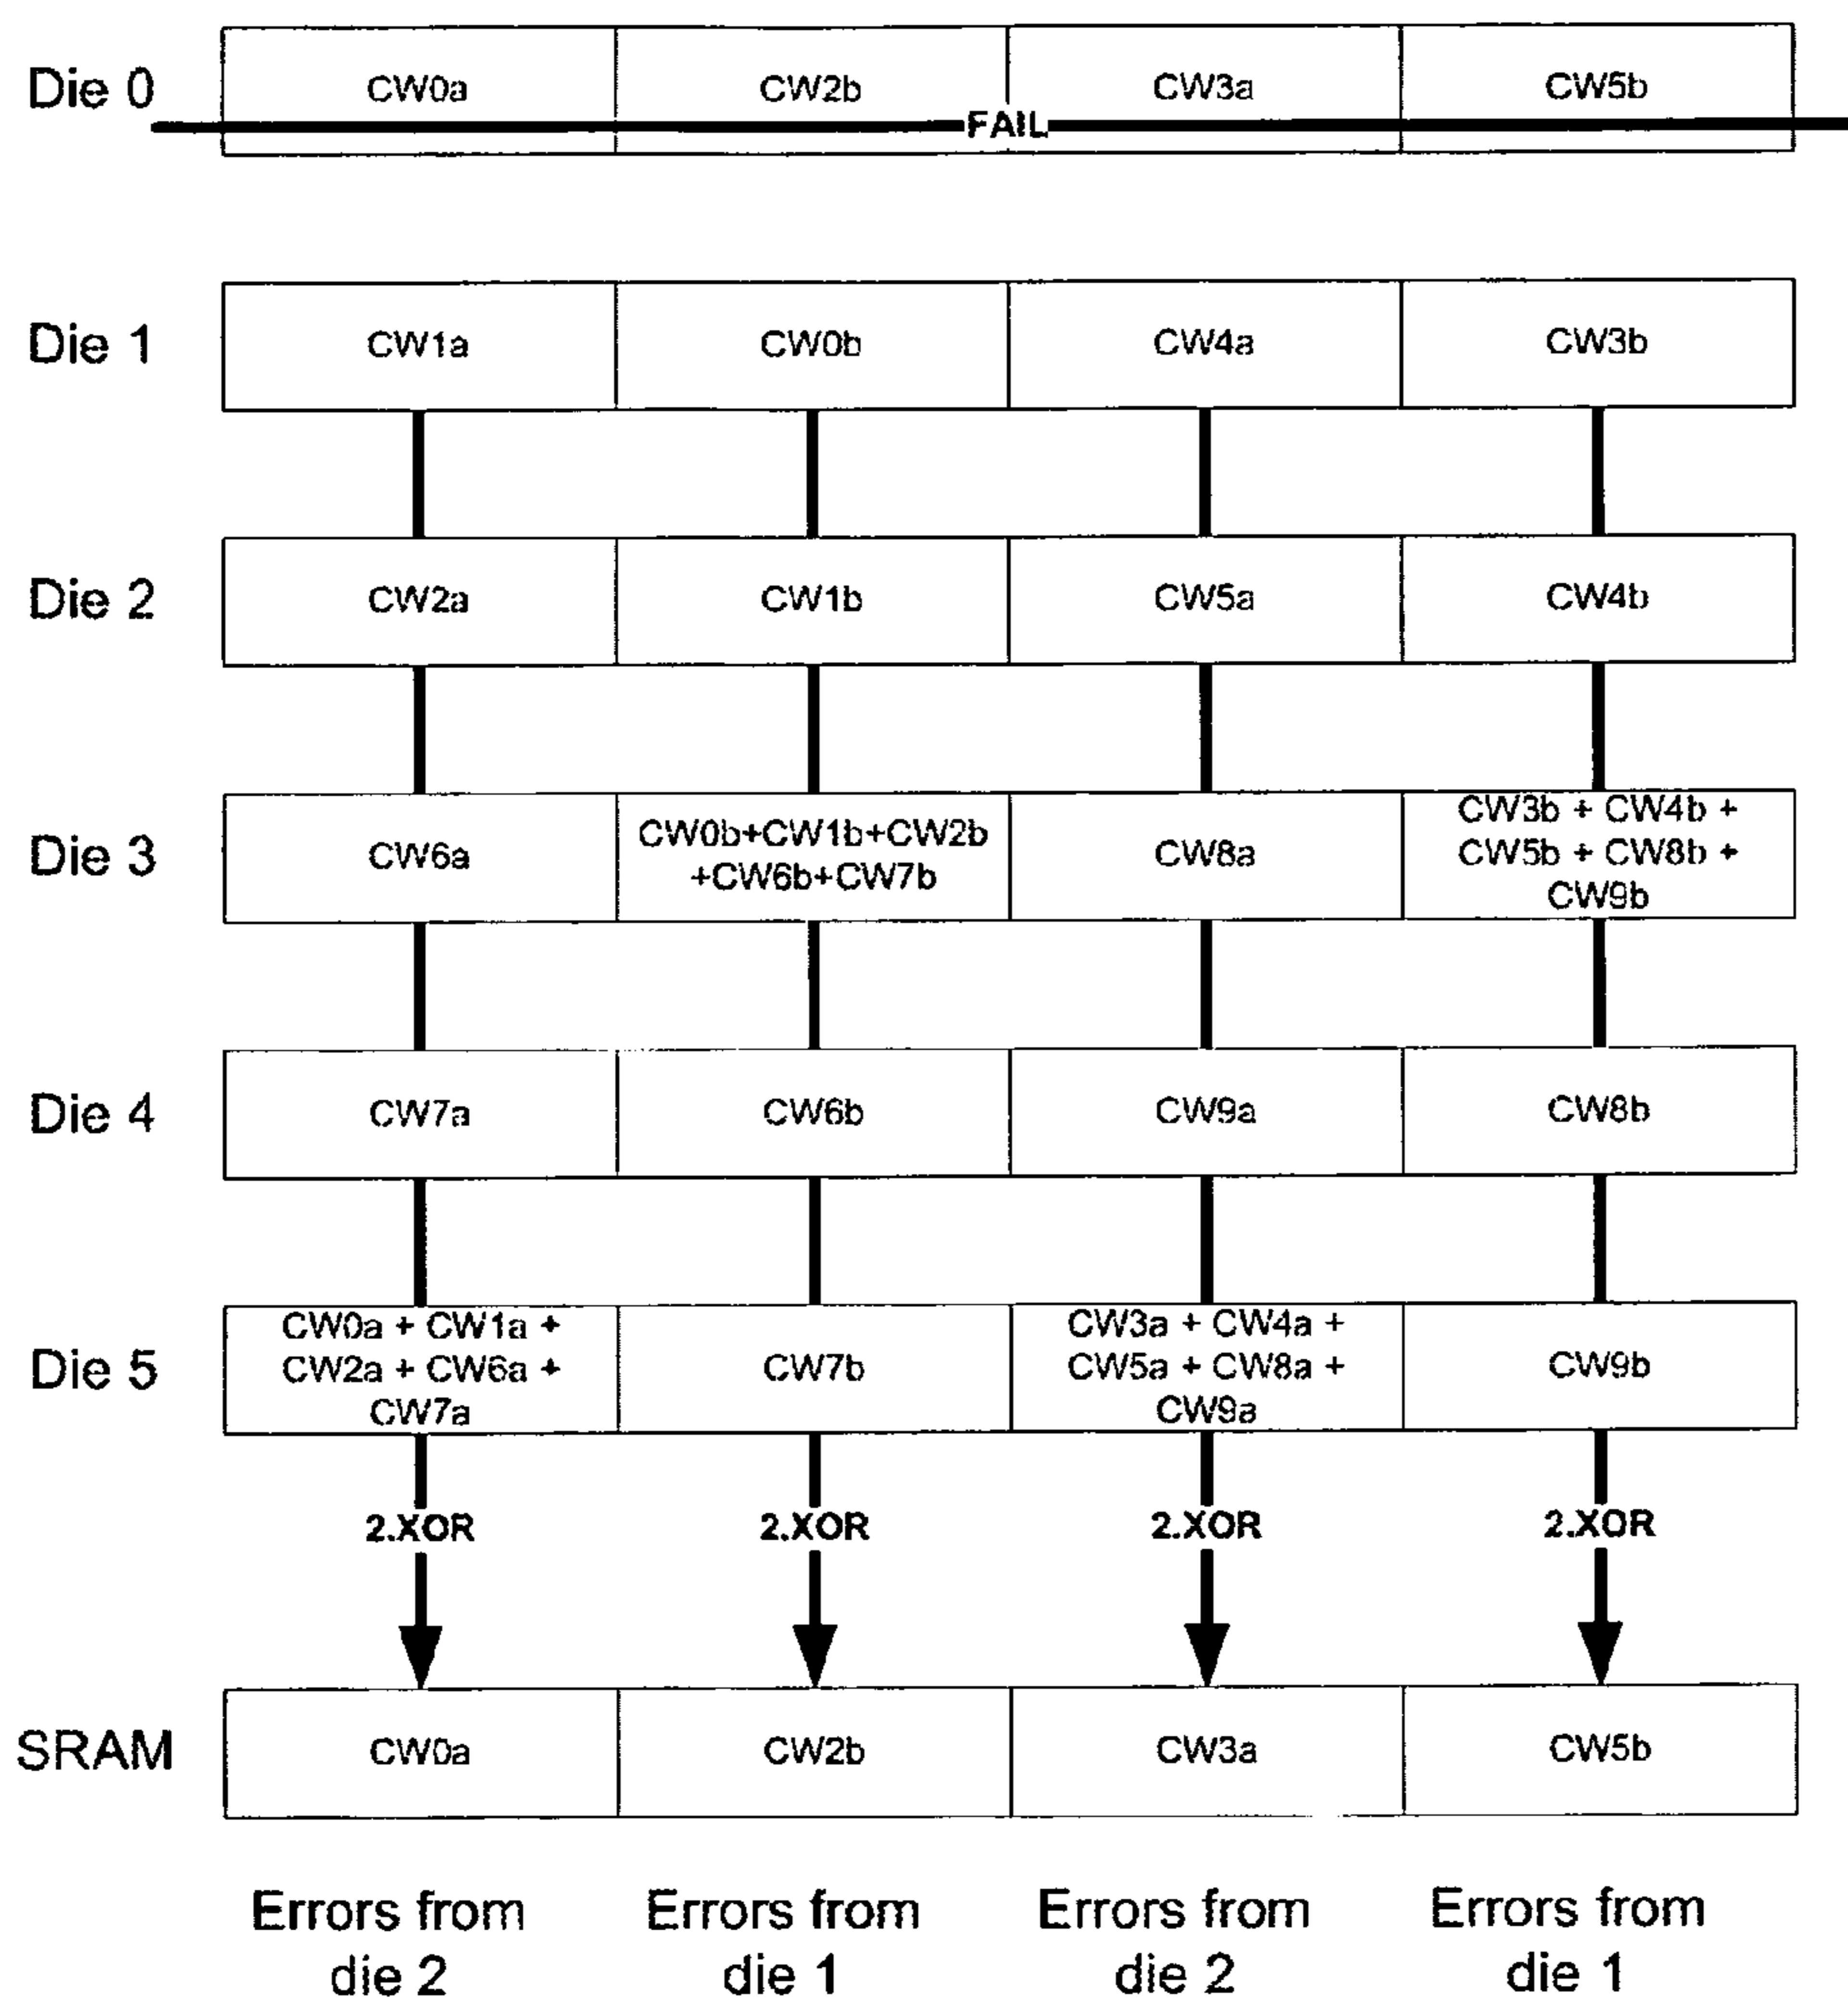 Die 0
CW0a
CW2b
CW3a
CW5b
FAIL
Die 1
CW1a
CW0b
CW4a
CW3b
Die 2
CW2a
CW1b
CW5a
CW4b
Die 3
CW6a
CW0b+CW1b+CW2b
+CW6b+CW7b
CW8a
CW3b + CW4b +
CW5b + CW8b +
CW9b
Die 4
CW7a
CW6b
CW9a
CW8b
Die 5
CW0a + CW1a +
CW2a + CW6a +
CW7a
CW7b
CW3a + CW4a +
CW5a + CW8a +
CW9a
CW9b
2.XOR
2.XOR
2.XOR
2.XOR
SRAM
CW0a
CW2b
CW3a
CW5b
Errors from
die 2
Errors from
die 1
Errors from
die 2
Errors from
die 1